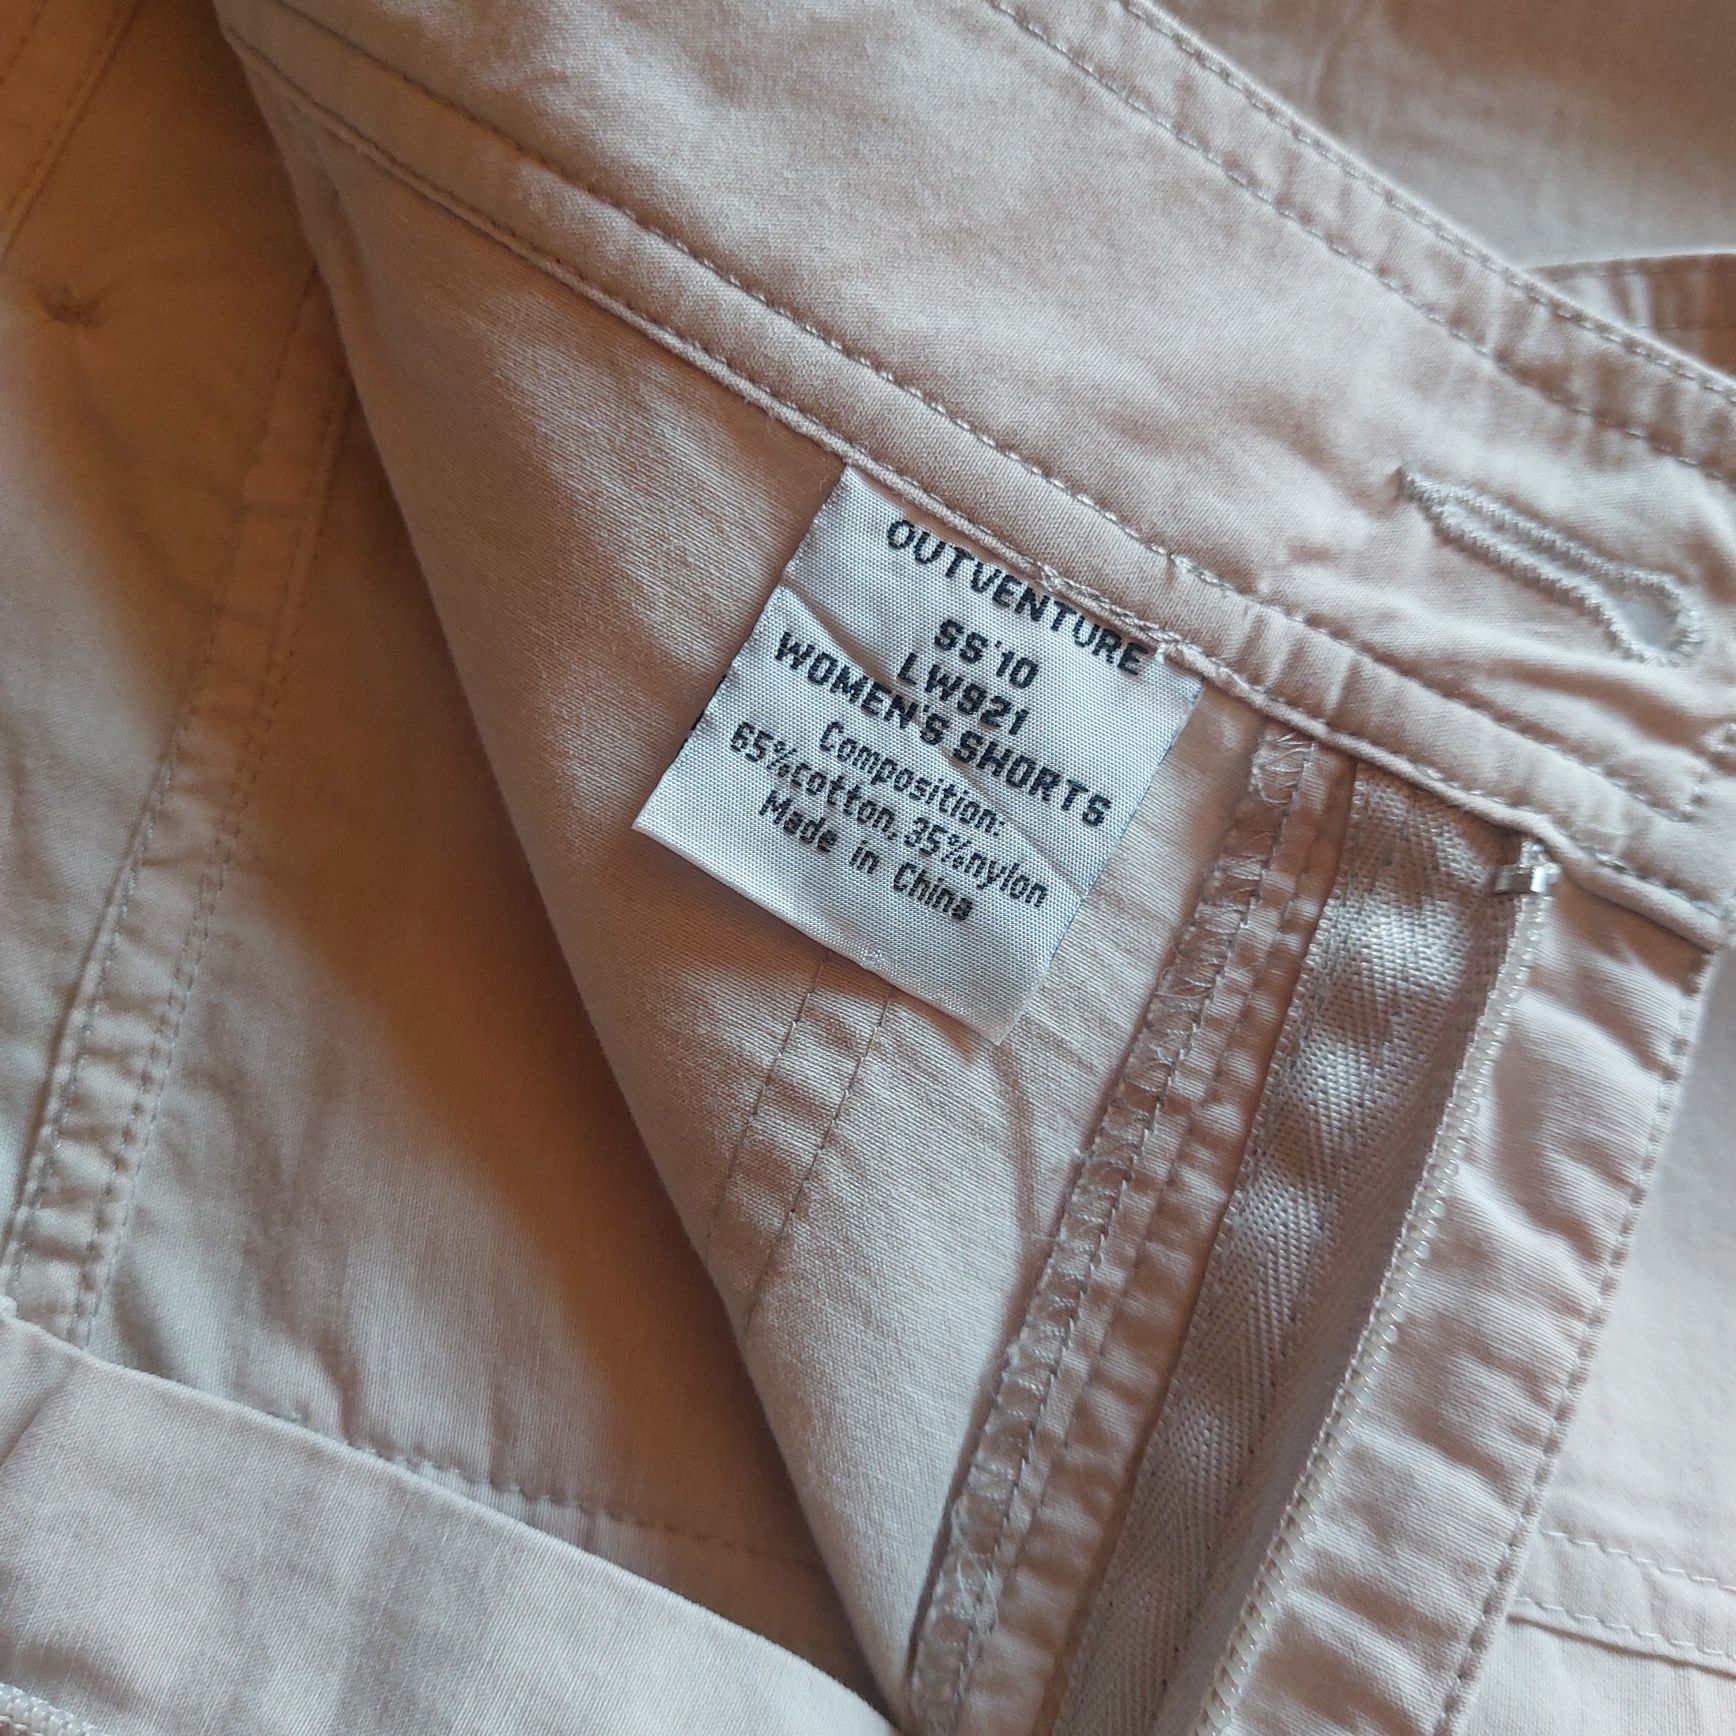 OUTVENTURE
SS'10
LW921
WOMEN'S SHORTS
Composition:
65%cotton, 35%nylon
Made in China